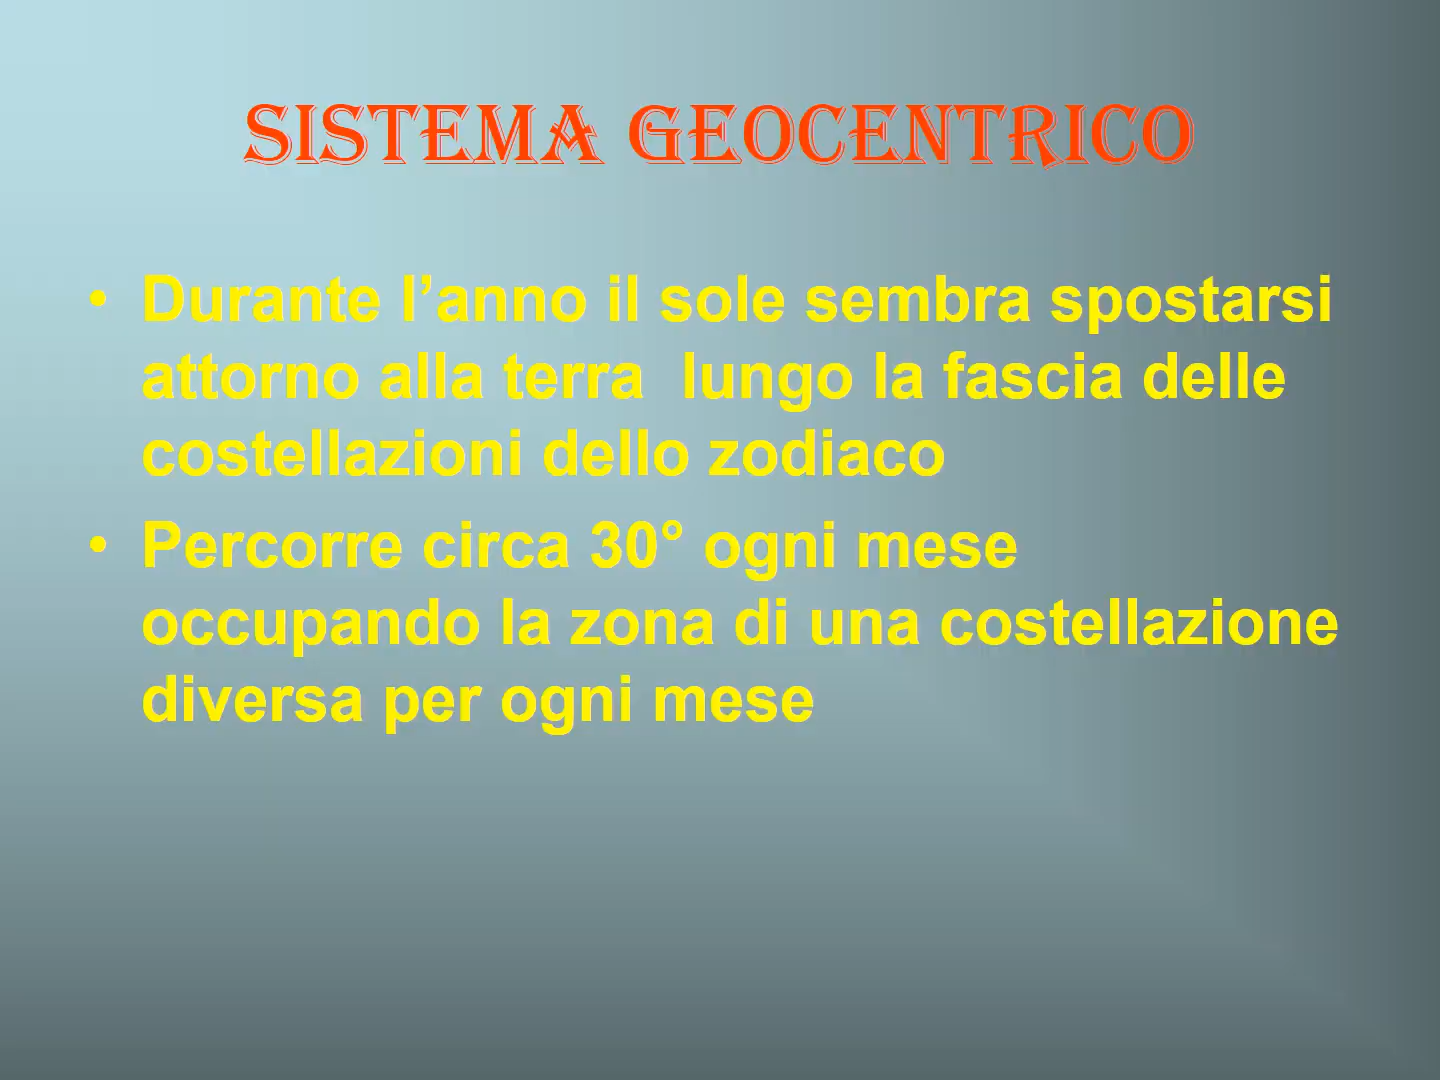 SISTEMA GEOCENTRICO
• Durante l’anno il sole sembra spostarsi
attorno alla terra  lungo la fascia delle
costellazioni dello zodiaco
• Percorre circa 30° ogni mese
occupando la zona di una costellazione
diversa per ogni mese